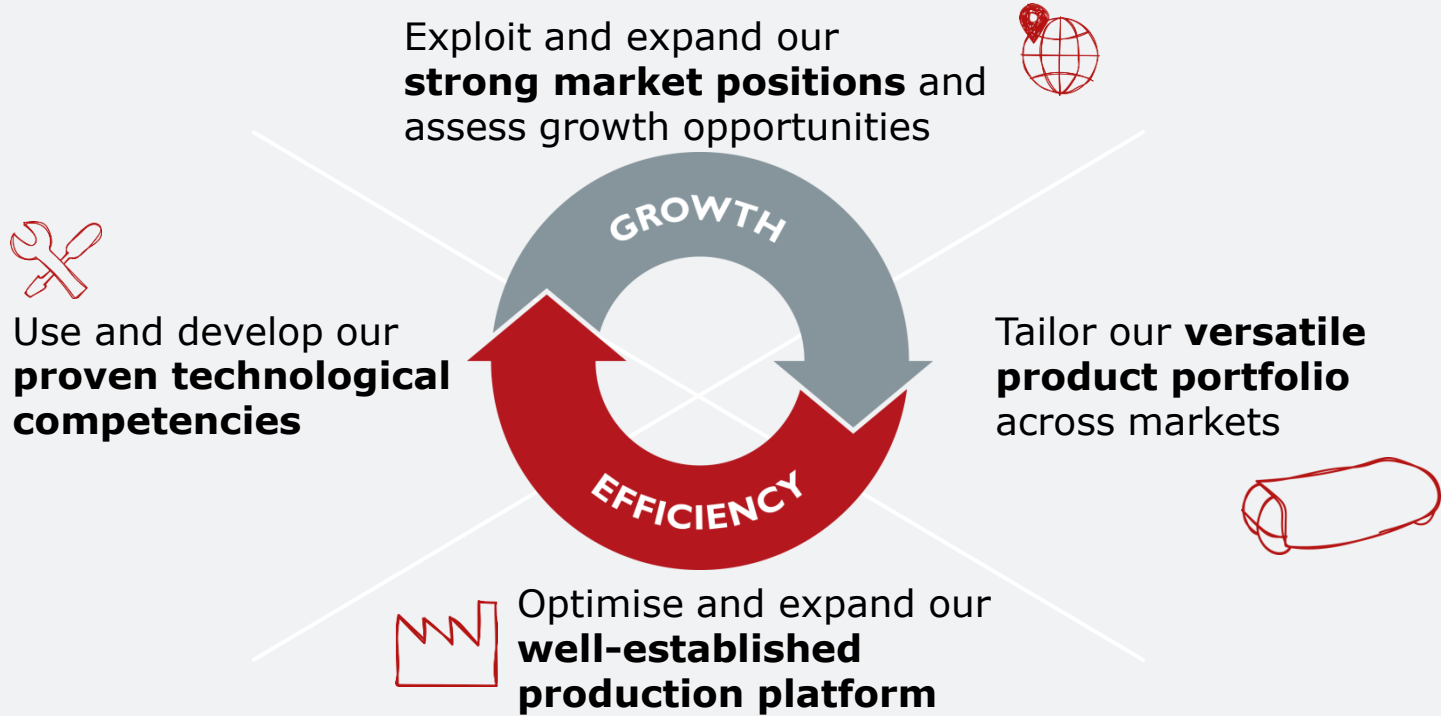 Exploit and expand our
strong market positions and
assess growth opportunities
GROWTH
Use and develop our
proven technological
competencies
Tailor our versatile
product portfolio
across markets
EFFICIENCY
Optimise and expand our
well-established
production platform